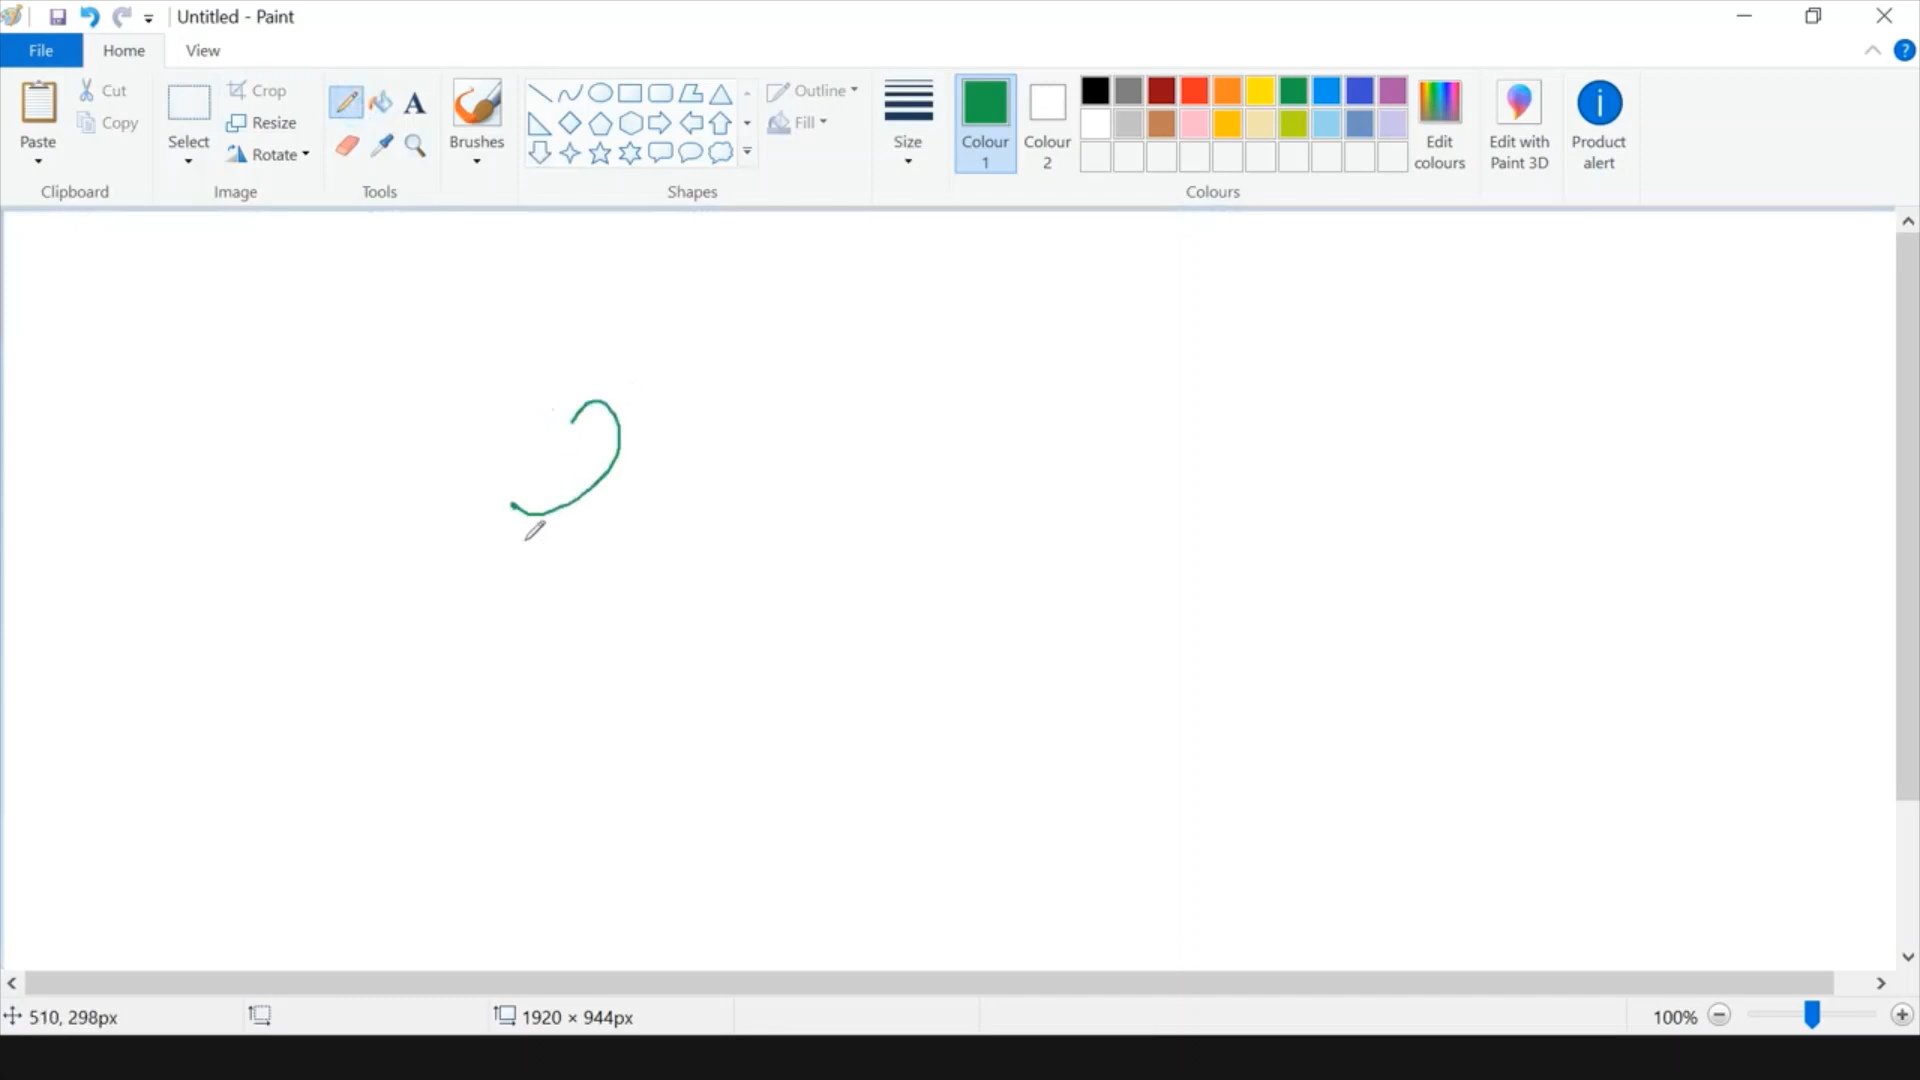 Untitled - Paint
File Home View
Paste Cut Copy Clipboard
Select Crop Resize Rotate Image
Tools
Brushes
Shapes
Outline Fill
Size
Colour 1
Colour 2
Colours
Edit colours
Edit with Paint 3D
Product alert
510, 298px 1920 × 944px 100%